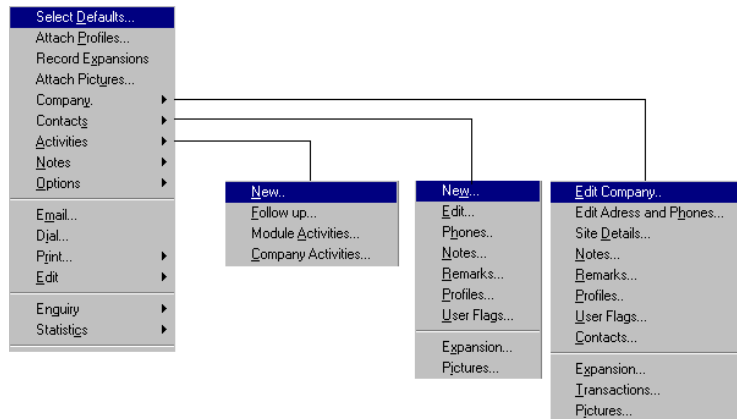 Select Defaults...
Attach Profiles...
Record Expansions
Attach Pictures...
Company.
Contacts
Activities
Notes
Options
Email...
Dial...
Print...
Edit
Enquiry
Statistics
New..
Follow up...
Module Activities...
Company Activities...
New...
Edit...
Phones..
Notes...
Remarks...
Profiles...
User Flags...
Expansion...
Pictures...
Edit Company..
Edit Adress and Phones...
Site Details...
Notes...
Remarks...
Profiles..
User Flags...
Contacts...
Expansion...
Transactions...
Pictures...